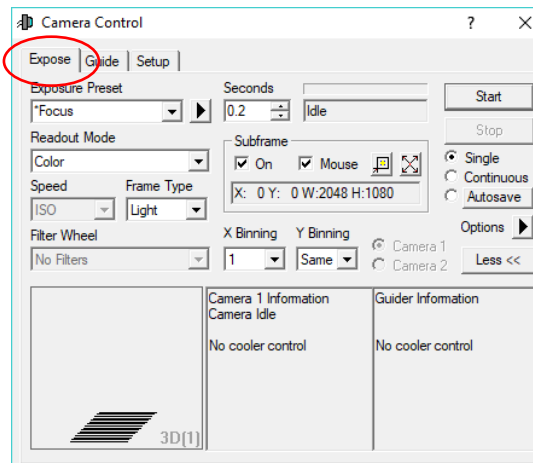 Camera Control
Expose Guide Setup
Exposure Preset
*Focus
Seconds
0.2
Idle
Start
Stop
Readout Mode
Color
Subframe
On Mouse
X: 0 Y: 0 W:2048 H:1080
Single
Continuous
Autosave
Speed Frame Type
ISO Light
Filter Wheel
No Filters
X Binning Y Binning
1 Same
Camera 1
Camera 2
Options
Less <<
3D(1)
Camera 1 Information
Camera Idle
No cooler control
Guider Information
No cooler control